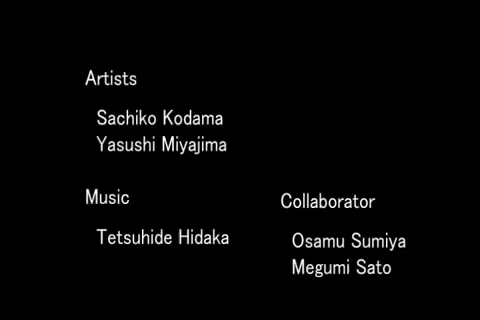 Artists
Sachiko Kodama
Yasushi Miyajima
Music
Tetsuhide Hidaka
Collaborator
Osamu Sumiya
Megumi Sato